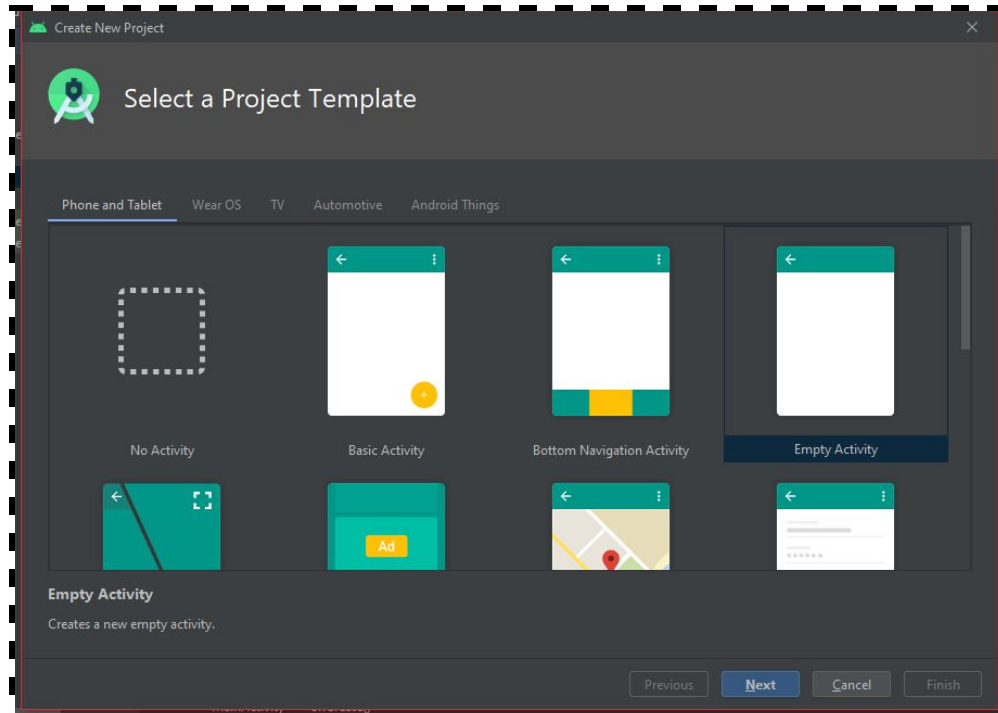 Create New Project
Select a Project Template
Phone and Tablet Wear OS TV Automotive Android Things
No Activity Basic Activity Bottom Navigation Activity Empty Activity
Ad
Empty Activity
Creates a new empty activity.
Previous Next Cancel Finish